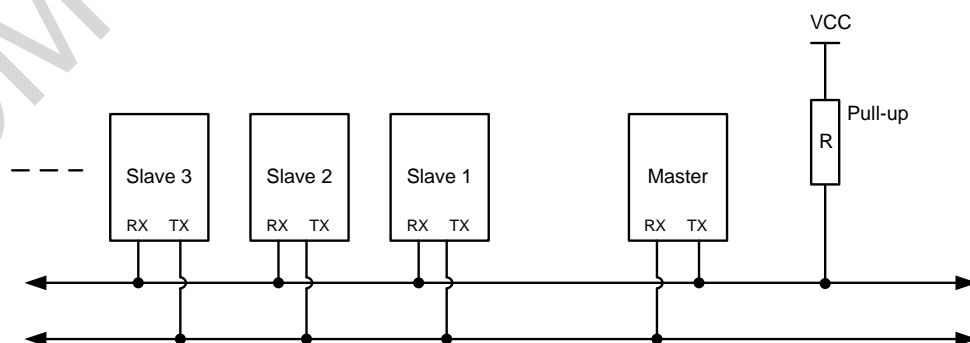 VCC
Pull-up
R
Slave 3 Slave 2 Slave 1 Master
RX TX RX TX RX TX RX TX